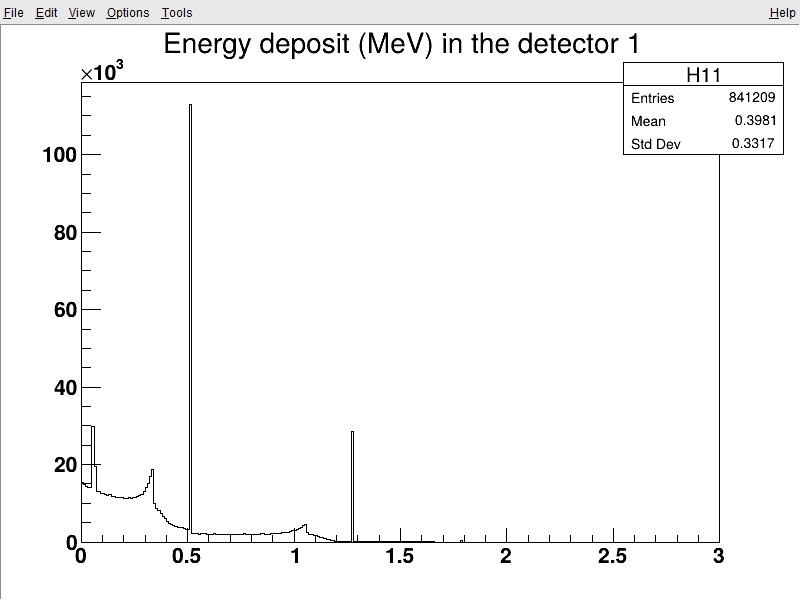 File Edit View Options Tools Help
Energy deposit (MeV) in the detector 1
×10³
H11
Entries 841209
Mean 0.3981
Std Dev 0.3317
100
80
60
40
20
0
0 0.5 1 1.5 2 2.5 3